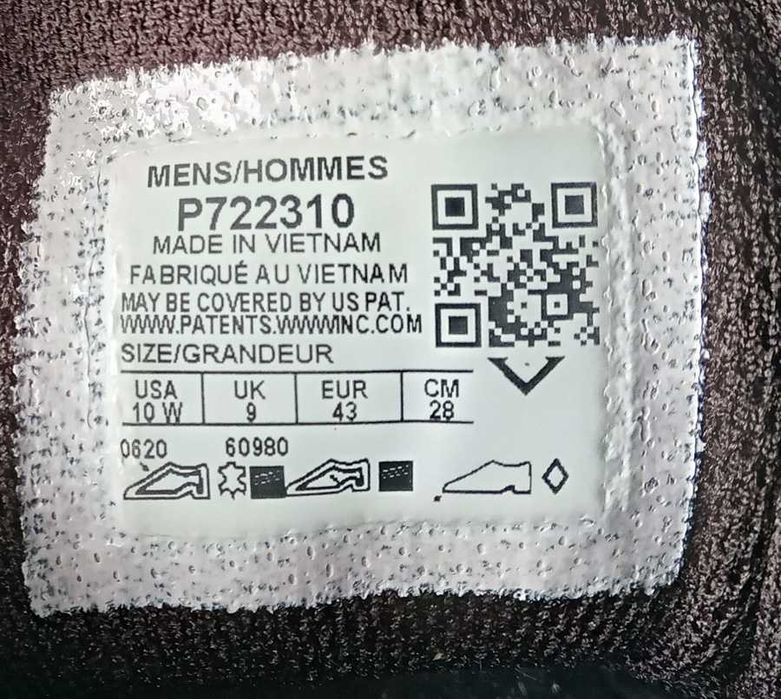 MENS/HOMMES
P722310
MADE IN VIETNAM
FABRIQUÉ AU VIETNAM
MAY BE COVERED BY US PAT.
WWW.PATENTS.WWWINC.COM
SIZE/GRANDEUR
USA UK EUR CM
10 W 9 43 28
0620 60980